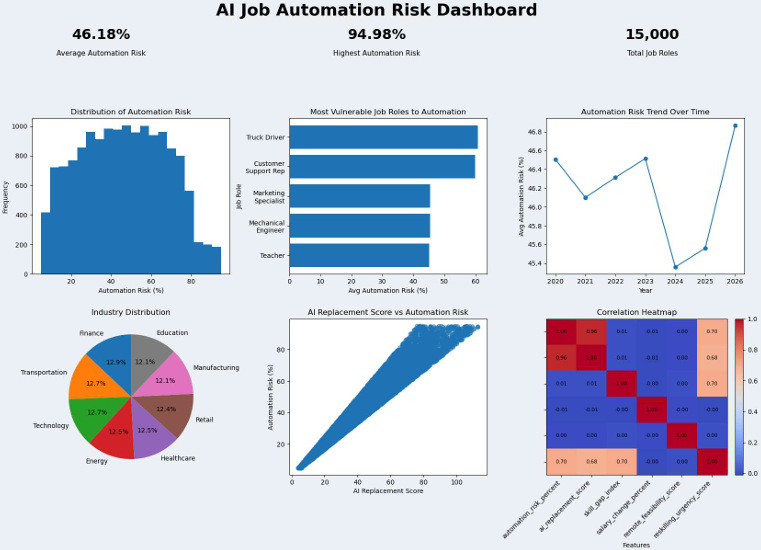 AI Job Automation Risk Dashboard
46.18%
Average Automation Risk
94.98%
Highest Automation Risk
15,000
Total Job Roles
Distribution of Automation Risk
1000
800
600
400
200
0
Frequency
20
40
60
80
Automation Risk (%)
Most Vulnerable Job Roles to Automation
Job Role
Truck Driver
Customer
Support Rep
Marketing
Specialist
Mechanical
Engineer
Teacher
0
10
20
30
40
50
60
Avg Automation Risk (%)
Automation Risk Trend Over Time
Avg Automation Risk (%)
46.8
46.6
46.4
46.2
46.0
45.8
45.6
45.4
2020
2021
2022
2023
2024
2025
2026
Year
Industry Distribution
Finance
12.9%
Education
12.1%
Transportation
12.7%
Manufacturing
12.1%
Technology
12.7%
Retail
12.4%
Energy
12.5%
Healthcare
12.5%
AI Replacement Score vs Automation Risk
Automation Risk (%)
80
60
40
20
0
20
40
60
80
100
AI Replacement Score
Correlation Heatmap
1.00 0.96 0.01 -0.01 0.00 0.70
0.96 1.00 0.01 -0.01 0.00 0.68
0.01 0.01 1.00 -0.00 0.00 0.70
-0.01 -0.01 -0.00 1.00 -0.00 -0.00
0.00 0.00 0.00 -0.00 1.00 0.00
0.70 0.68 0.70 -0.00 0.00 1.00
1.0
0.8
0.6
0.4
0.2
0.0
automation_risk_percent
ai_replacement_score
skill_gap_index
salary_change_percent
remote_feasibility_score
reskilling_urgency_score
Features